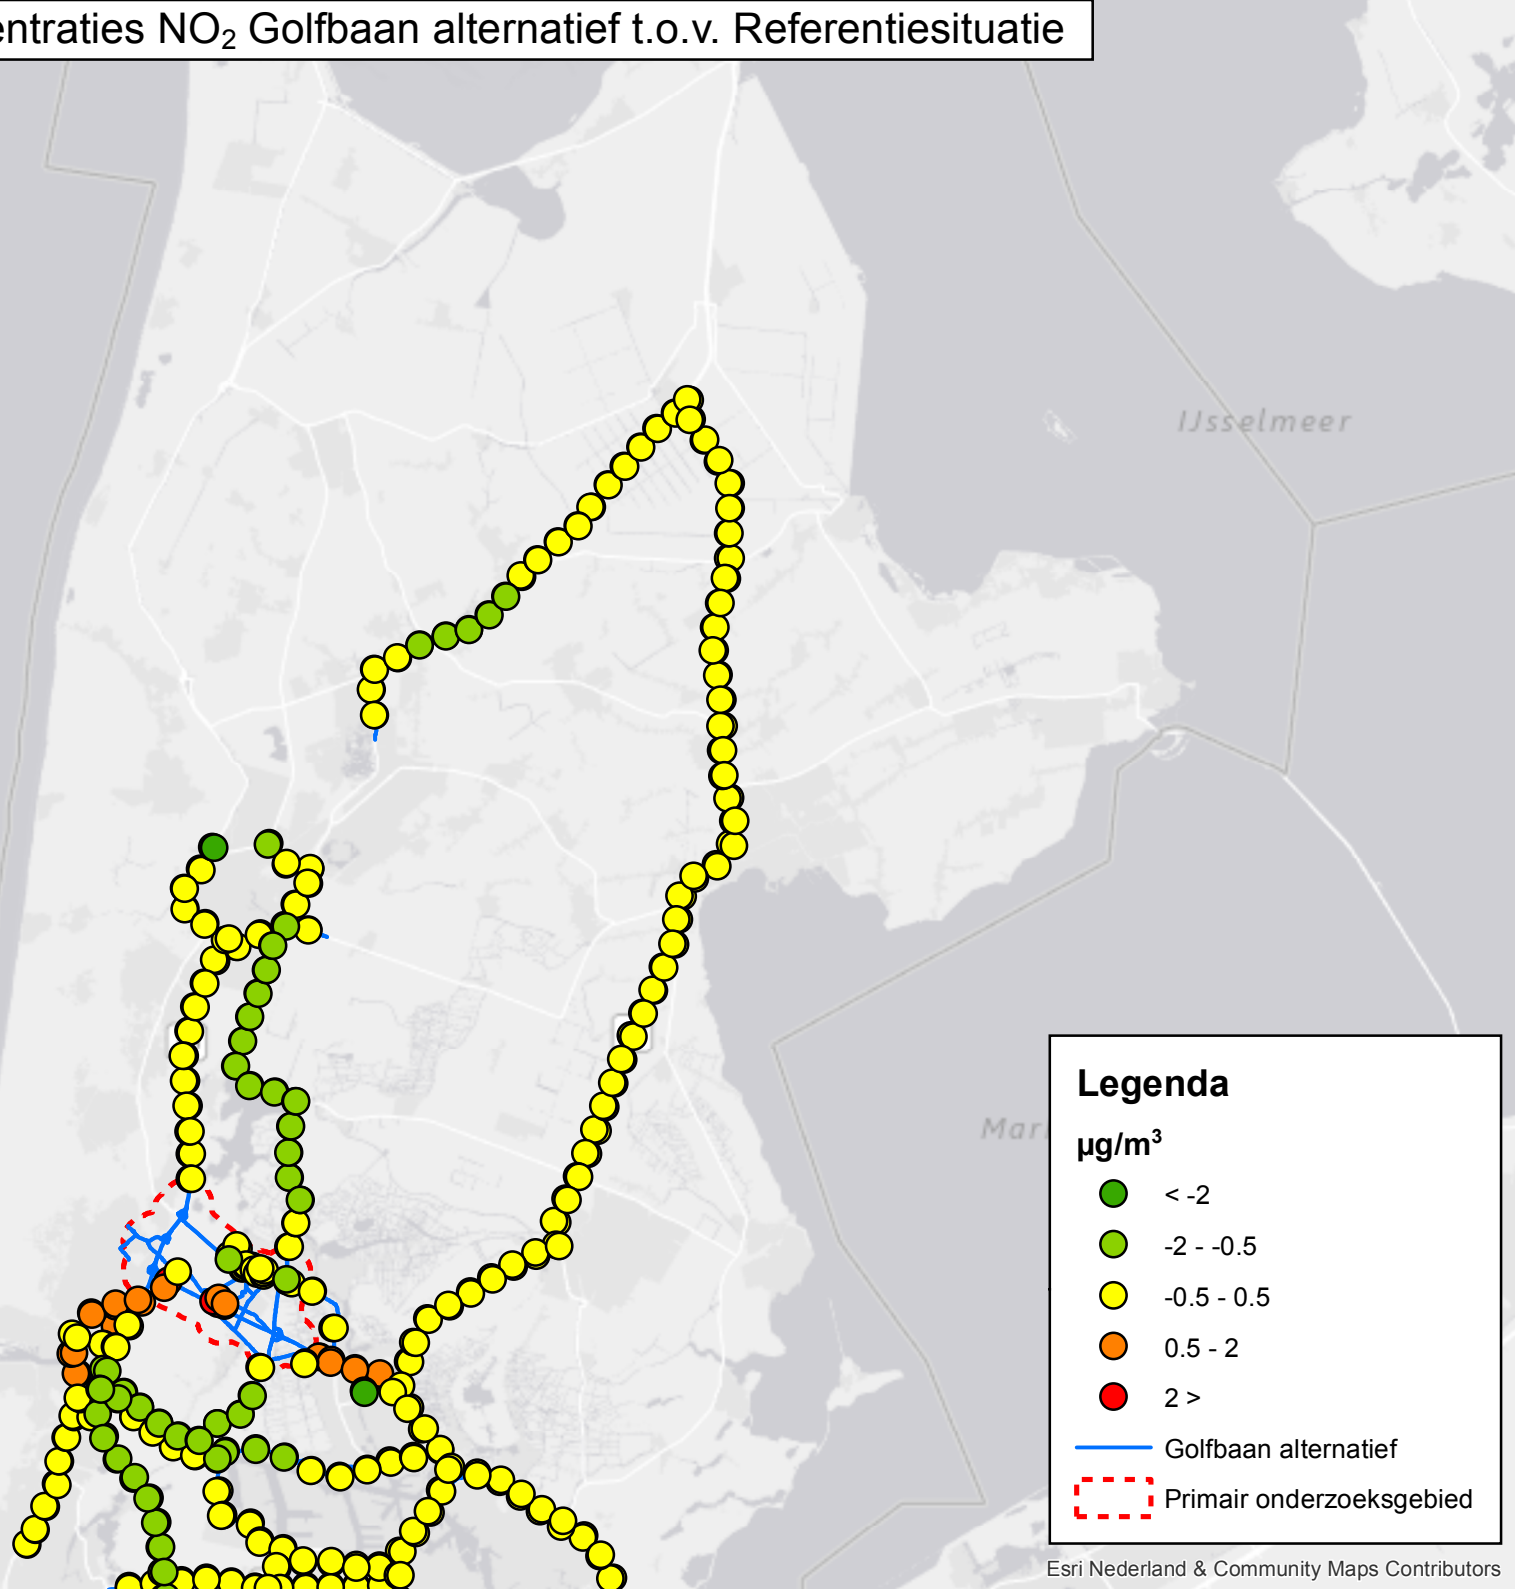 NO₂ Golfbaan alternatief t.o.v. Referentiesituatie
IJsselmeer
Legenda
µg/m³
< -2
-2 - -0.5
-0.5 - 0.5
0.5 - 2
2 >
Golfbaan alternatief
Primair onderzoeksgebied
Esri Nederland & Community Maps Contributors